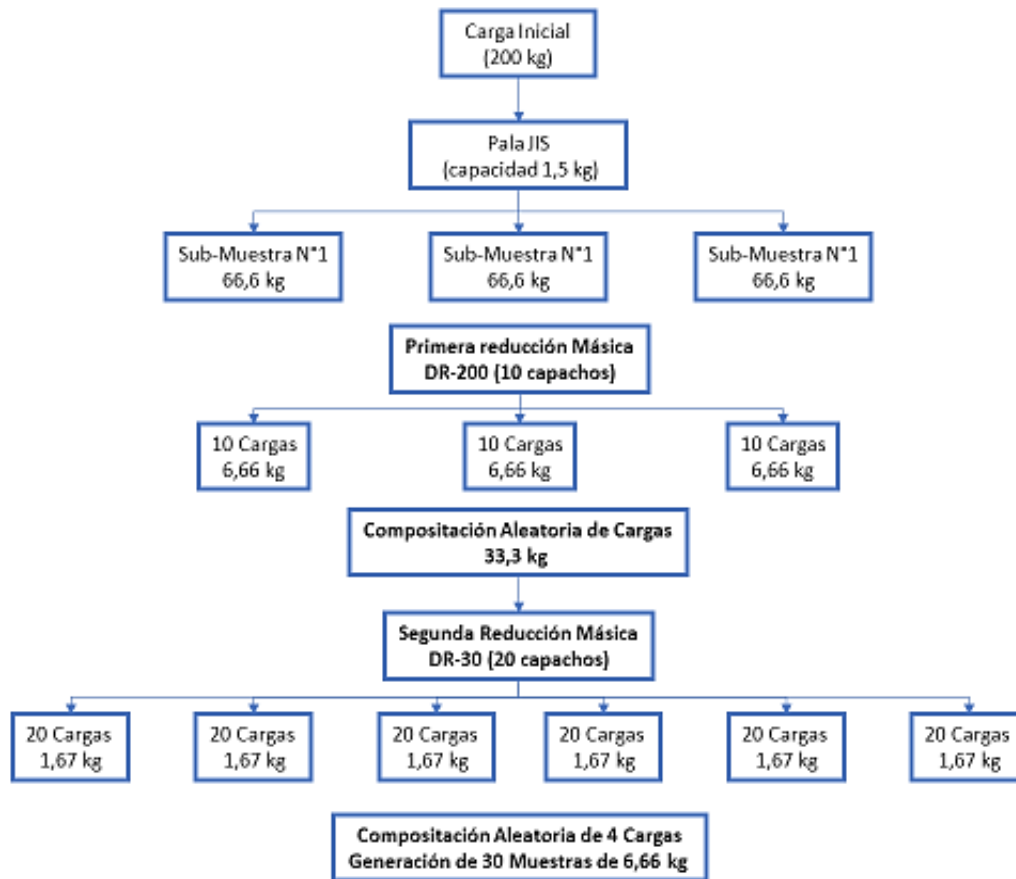 Carga Inicial
(200 kg)
Pala JIS
(capacidad 1,5 kg)
Sub-Muestra N°1
66,6 kg
Sub-Muestra N°1
66,6 kg
Sub-Muestra N°1
66,6 kg
Primera reducción Másica
DR-200 (10 capachos)
10 Cargas
6,66 kg
10 Cargas
6,66 kg
10 Cargas
6,66 kg
Compositación Aleatoria de Cargas
33,3 kg
Segunda Reducción Másica
DR-30 (20 capachos)
20 Cargas
1,67 kg
20 Cargas
1,67 kg
20 Cargas
1,67 kg
20 Cargas
1,67 kg
20 Cargas
1,67 kg
20 Cargas
1,67 kg
Compositación Aleatoria de 4 Cargas
Generación de 30 Muestras de 6,66 kg